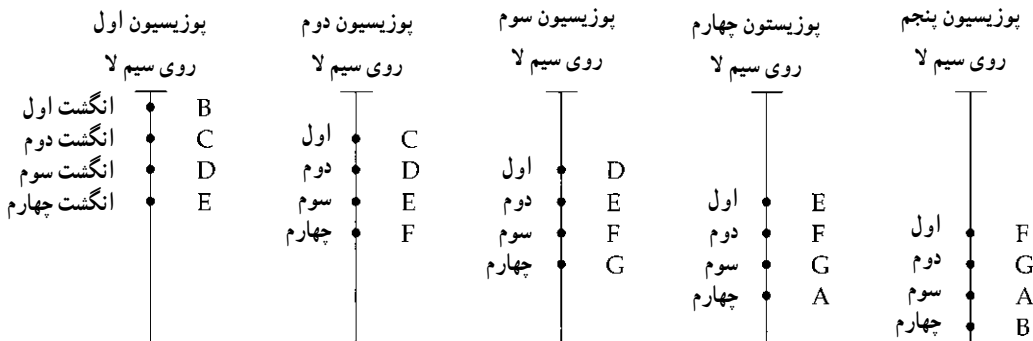 پوزیسیون اول
روی سیم لا
انگشت اول B
انگشت دوم C
انگشت سوم D
انگشت چهارم E
پوزیسیون دوم
روی سیم لا
اول C
دوم D
سوم E
چهارم F
پوزیسیون سوم
روی سیم لا
اول D
دوم E
سوم F
چهارم G
پوزیستون چهارم
روی سیم لا
اول E
دوم F
سوم G
چهارم A
پوزیسیون پنجم
روی سیم لا
اول F
دوم G
سوم A
چهارم B